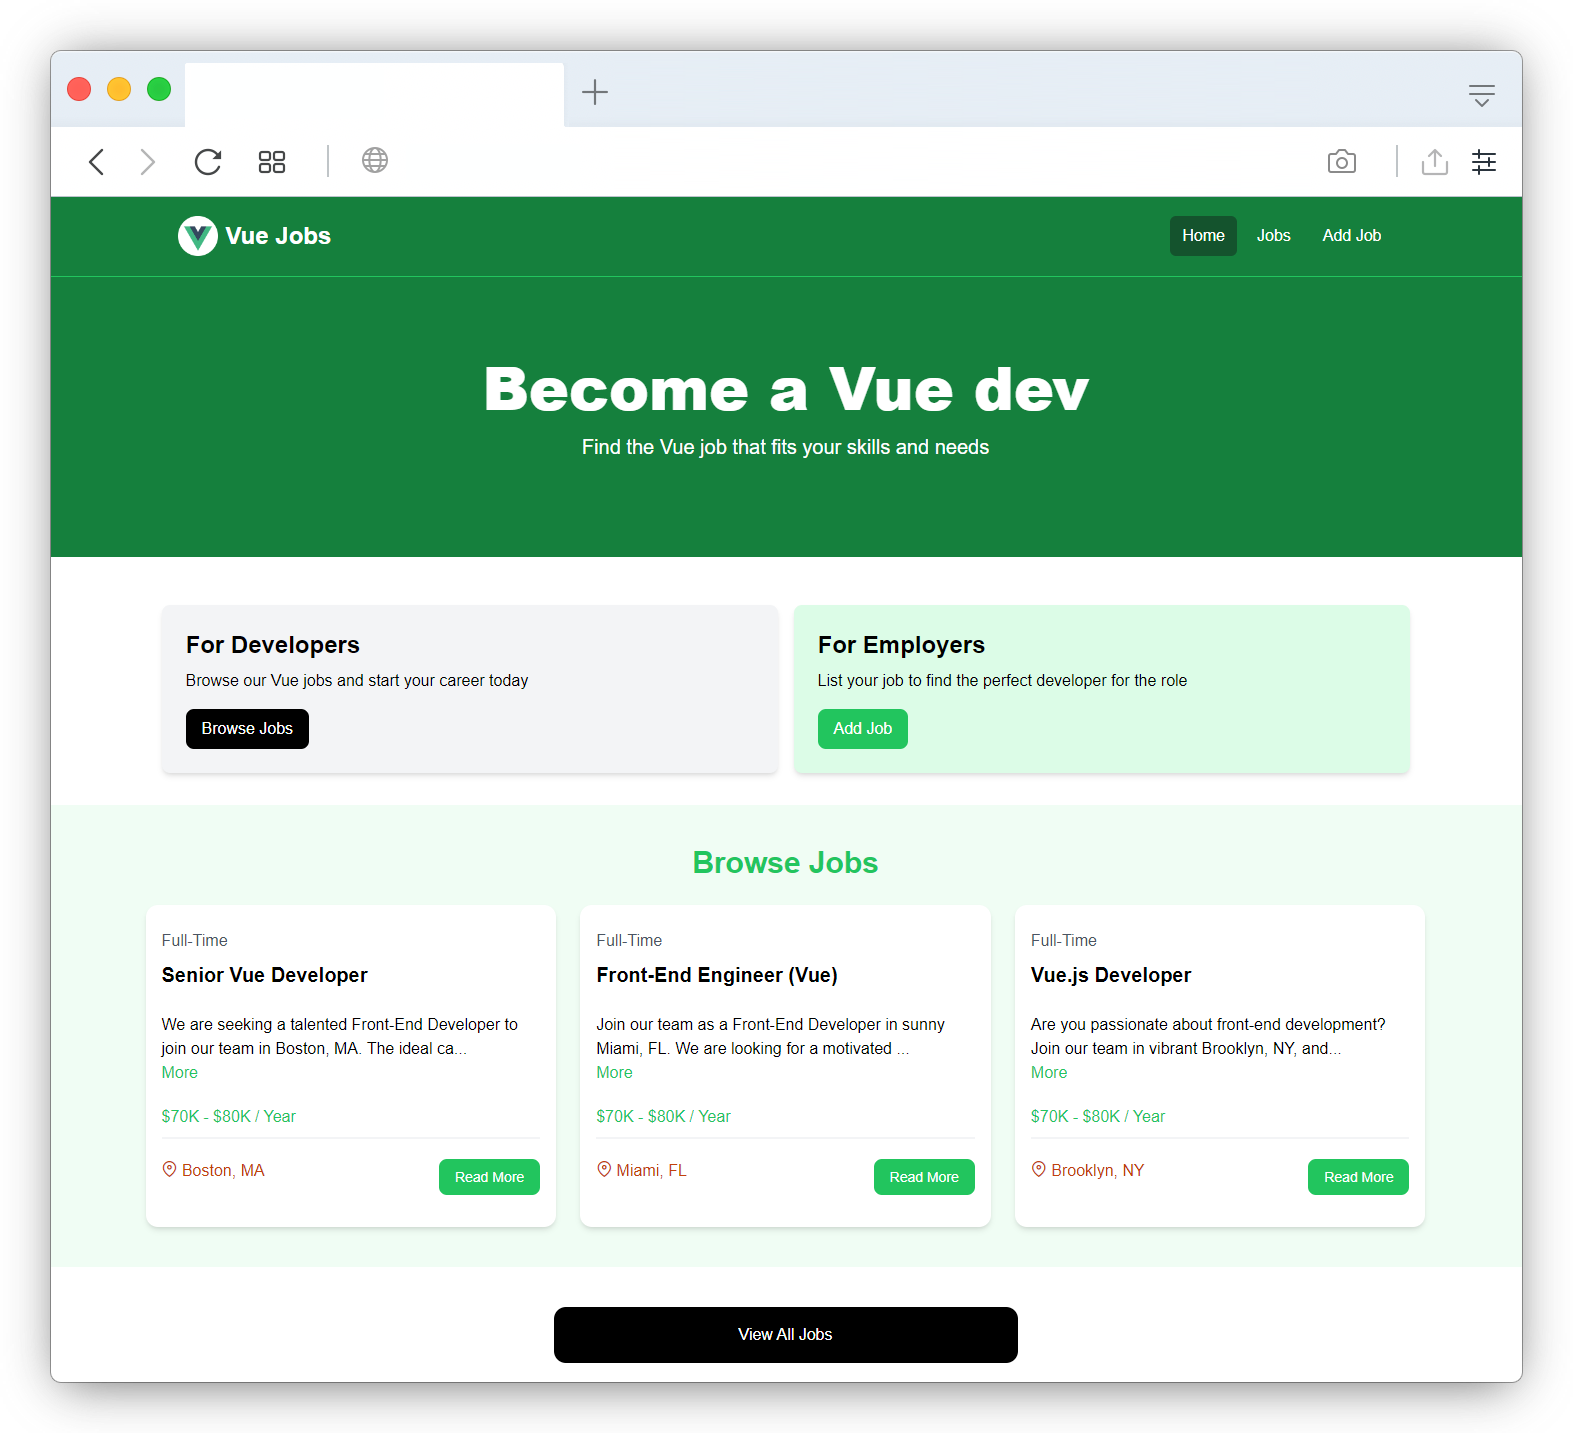 Vue Jobs
Home
Jobs
Add Job
Become a Vue dev
Find the Vue job that fits your skills and needs
For Developers
Browse our Vue jobs and start your career today
Browse Jobs
For Employers
List your job to find the perfect developer for the role
Add Job
Browse Jobs
Full-Time
Senior Vue Developer
We are seeking a talented Front-End Developer to
join our team in Boston, MA. The ideal ca...
More
$70K - $80K / Year
Boston, MA
Read More
Full-Time
Front-End Engineer (Vue)
Join our team as a Front-End Developer in sunny
Miami, FL. We are looking for a motivated ...
More
$70K - $80K / Year
Miami, FL
Read More
Full-Time
Vue.js Developer
Are you passionate about front-end development?
Join our team in vibrant Brooklyn, NY, and...
More
$70K - $80K / Year
Brooklyn, NY
Read More
View All Jobs